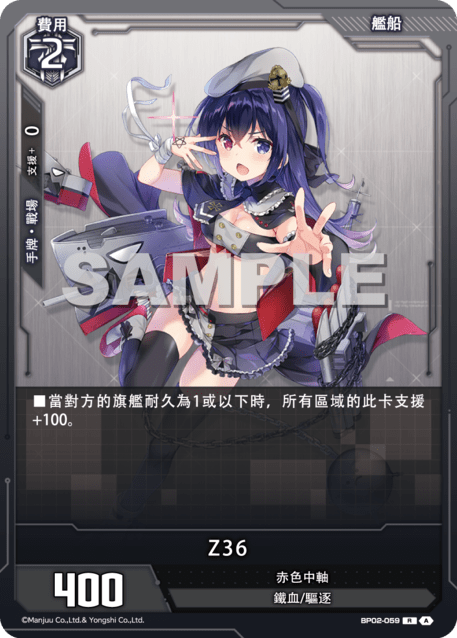 費用
艦船
2
支援+ 0
手牌・戰場
SAMPLE
■當對方的旗艦耐久為1或以下時，所有區域的此卡支援
+100。
Z36
400
赤色中軸
鐵血/驅逐
©Manjuu Co.,Ltd.& Yongshi Co.,Ltd.
BP02-059 R A